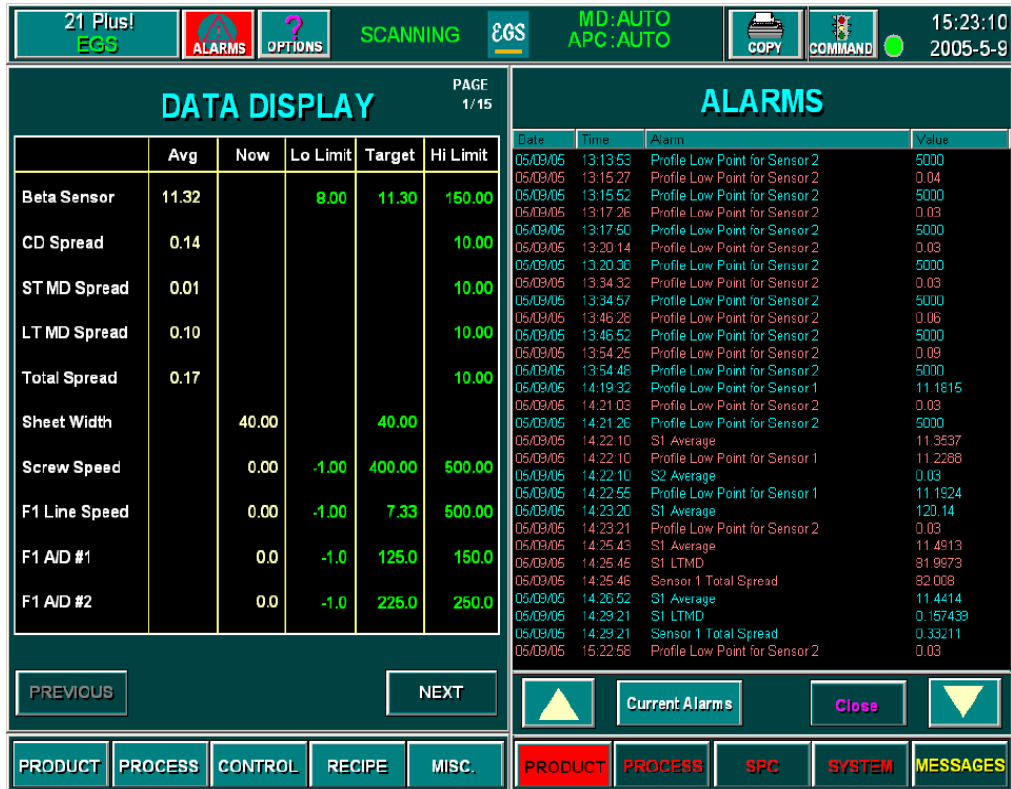 21 Plus!
EGS
ALARMS
OPTIONS
SCANNING
EGS
MD:AUTO
APC:AUTO
COPY
COMMAND
15:23:10
2005-5-9
DATA DISPLAY
PAGE
1/15
Avg Now Lo Limit Target Hi Limit
Beta Sensor 11.32 8.00 11.30 150.00
CD Spread 0.14 10.00
ST MD Spread 0.01 10.00
LT MD Spread 0.10 10.00
Total Spread 0.17 10.00
Sheet Width 40.00 40.00
Screw Speed 0.00 -1.00 400.00 500.00
F1 Line Speed 0.00 -1.00 7.33 500.00
F1 A/D #1 0.0 -1.0 125.0 150.0
F1 A/D #2 0.0 -1.0 225.0 250.0
PREVIOUS
NEXT
PRODUCT PROCESS CONTROL RECIPE MISC.
ALARMS
Date Time Alarm Value
05/09/05 13:13:53 Profile Low Point for Sensor 2 5000
05/09/05 13:15:27 Profile Low Point for Sensor 2 0.04
05/09/05 13:15:52 Profile Low Point for Sensor 2 5000
05/09/05 13:17:26 Profile Low Point for Sensor 2 0.03
05/09/05 13:17:50 Profile Low Point for Sensor 2 5000
05/09/05 13:20:14 Profile Low Point for Sensor 2 0.03
05/09/05 13:20:38 Profile Low Point for Sensor 2 5000
05/09/05 13:34:32 Profile Low Point for Sensor 2 0.03
05/09/05 13:34:57 Profile Low Point for Sensor 2 5000
05/09/05 13:46:28 Profile Low Point for Sensor 2 0.06
05/09/05 13:46:52 Profile Low Point for Sensor 2 5000
05/09/05 13:54:25 Profile Low Point for Sensor 2 0.09
05/09/05 13:54:48 Profile Low Point for Sensor 2 5000
05/09/05 14:19:32 Profile Low Point for Sensor 1 11.1815
05/09/05 14:21:03 Profile Low Point for Sensor 2 0.03
05/09/05 14:21:26 Profile Low Point for Sensor 2 5000
05/09/05 14:22:10 S1 Average 11.3537
05/09/05 14:22:10 Profile Low Point for Sensor 1 11.2288
05/09/05 14:22:10 S2 Average 0.03
05/09/05 14:22:55 Profile Low Point for Sensor 1 11.1924
05/09/05 14:23:20 S1 Average 120.14
05/09/05 14:23:21 Profile Low Point for Sensor 2 0.03
05/09/05 14:25:43 S1 Average 11.4913
05/09/05 14:25:46 S1 LTMD 81.9973
05/09/05 14:25:46 Sensor 1 Total Spread 82.008
05/09/05 14:26:52 S1 Average 11.4414
05/09/05 14:29:21 S1 LTMD 0.157439
05/09/05 14:29:21 Sensor 1 Total Spread 0.33211
05/09/05 15:22:58 Profile Low Point for Sensor 2 0.03
Current Alarms
Close
PRODUCT PROCESS SPC SYSTEM MESSAGES